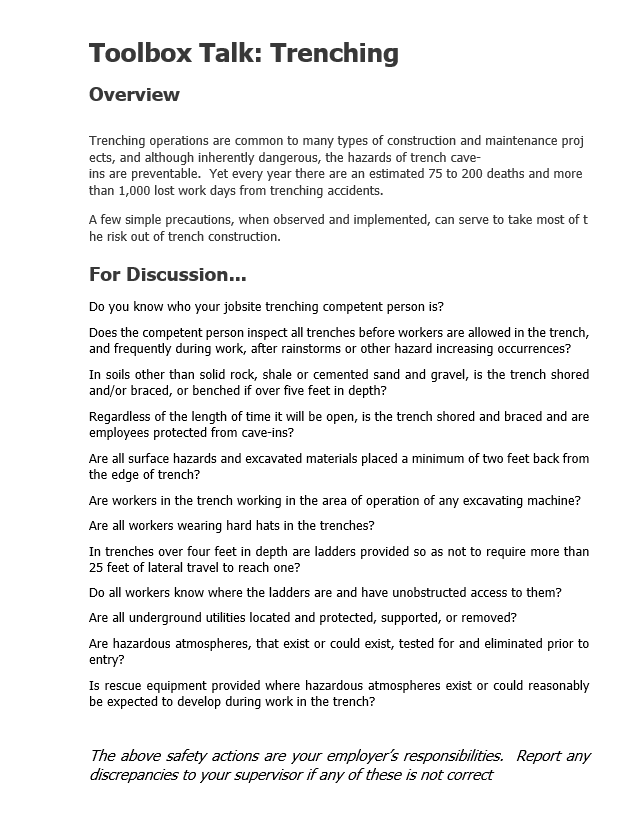 Toolbox Talk: Trenching
Overview
Trenching operations are common to many types of construction and maintenance proj
ects, and although inherently dangerous, the hazards of trench cave-
ins are preventable.  Yet every year there are an estimated 75 to 200 deaths and more
than 1,000 lost work days from trenching accidents.
A few simple precautions, when observed and implemented, can serve to take most of t
he risk out of trench construction.
For Discussion...
Do you know who your jobsite trenching competent person is?
Does the competent person inspect all trenches before workers are allowed in the trench,
and frequently during work, after rainstorms or other hazard increasing occurrences?
In soils other than solid rock, shale or cemented sand and gravel, is the trench shored
and/or braced, or benched if over five feet in depth?
Regardless of the length of time it will be open, is the trench shored and braced and are
employees protected from cave-ins?
Are all surface hazards and excavated materials placed a minimum of two feet back from
the edge of trench?
Are workers in the trench working in the area of operation of any excavating machine?
Are all workers wearing hard hats in the trenches?
In trenches over four feet in depth are ladders provided so as not to require more than
25 feet of lateral travel to reach one?
Do all workers know where the ladders are and have unobstructed access to them?
Are all underground utilities located and protected, supported, or removed?
Are hazardous atmospheres, that exist or could exist, tested for and eliminated prior to
entry?
Is rescue equipment provided where hazardous atmospheres exist or could reasonably
be expected to develop during work in the trench?
The above safety actions are your employer's responsibilities.  Report any
discrepancies to your supervisor if any of these is not correct